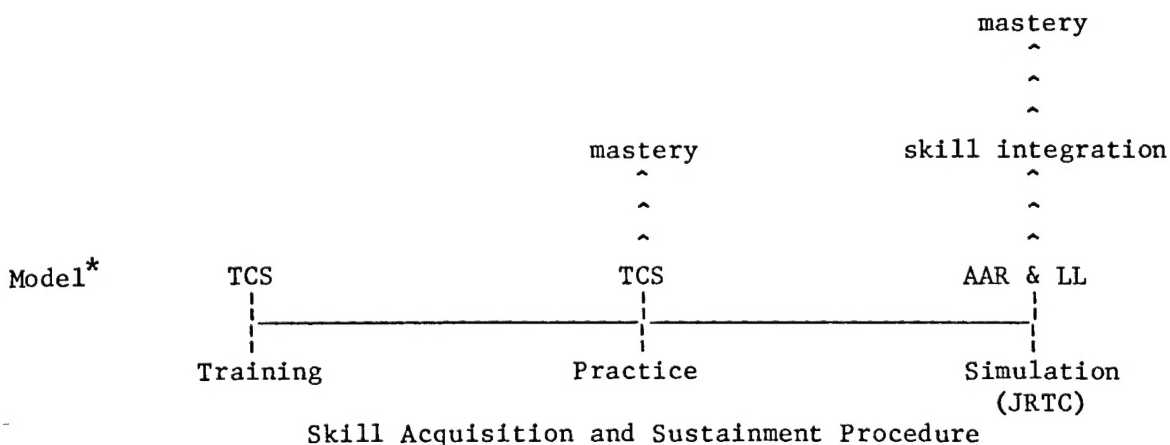 mastery
^
^
^
mastery skill integration
^ ^
^ ^
^ ^
Model* TCS TCS AAR & LL
Training Practice Simulation
(JRTC)
Skill Acquisition and Sustainment Procedure